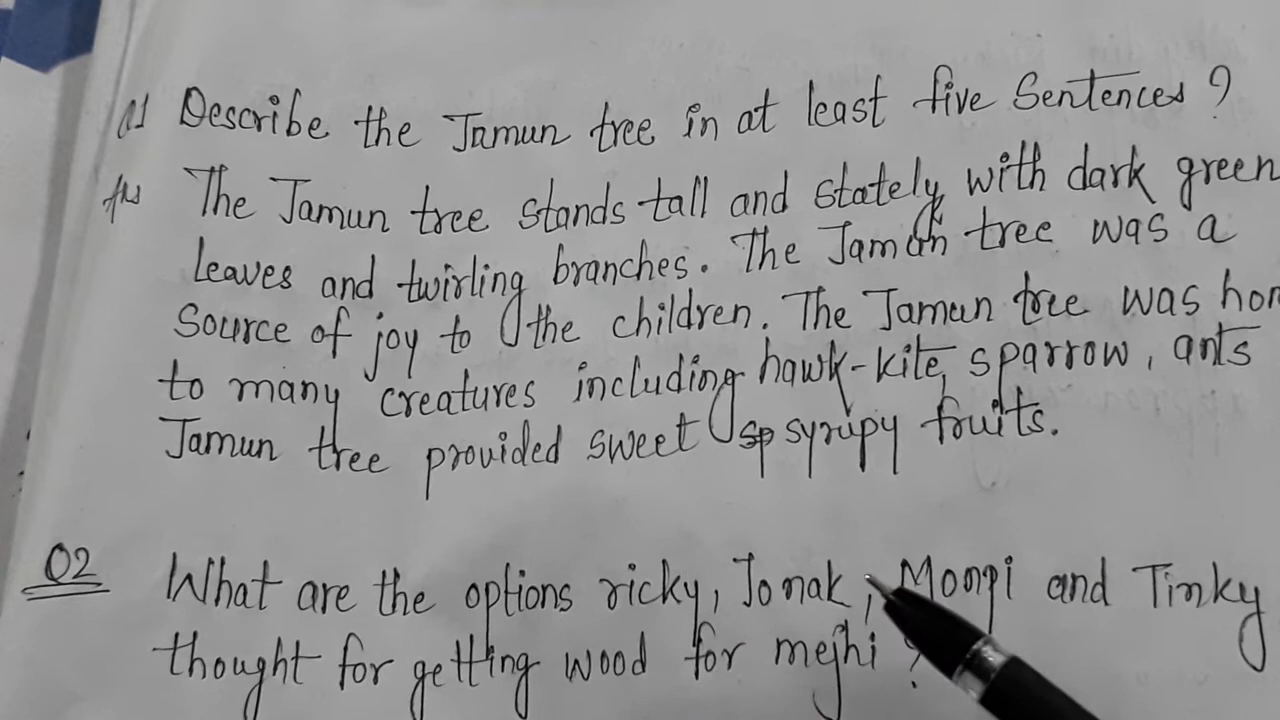 Q1 Describe the Jamun tree in at least five Sentences ?
Ans The Jamun tree stands tall and stately with dark green
leaves and twirling branches. The Jamun tree was a
source of joy to the children. The Jamun tree was hom
to many creatures including hawk-kite, sparrow, ants
Jamun tree provided sweet sp syrupy fruits.
Q2 What are the options ricky, Jonak, Mongi and Tinky
thought for getting wood for mejhi ?